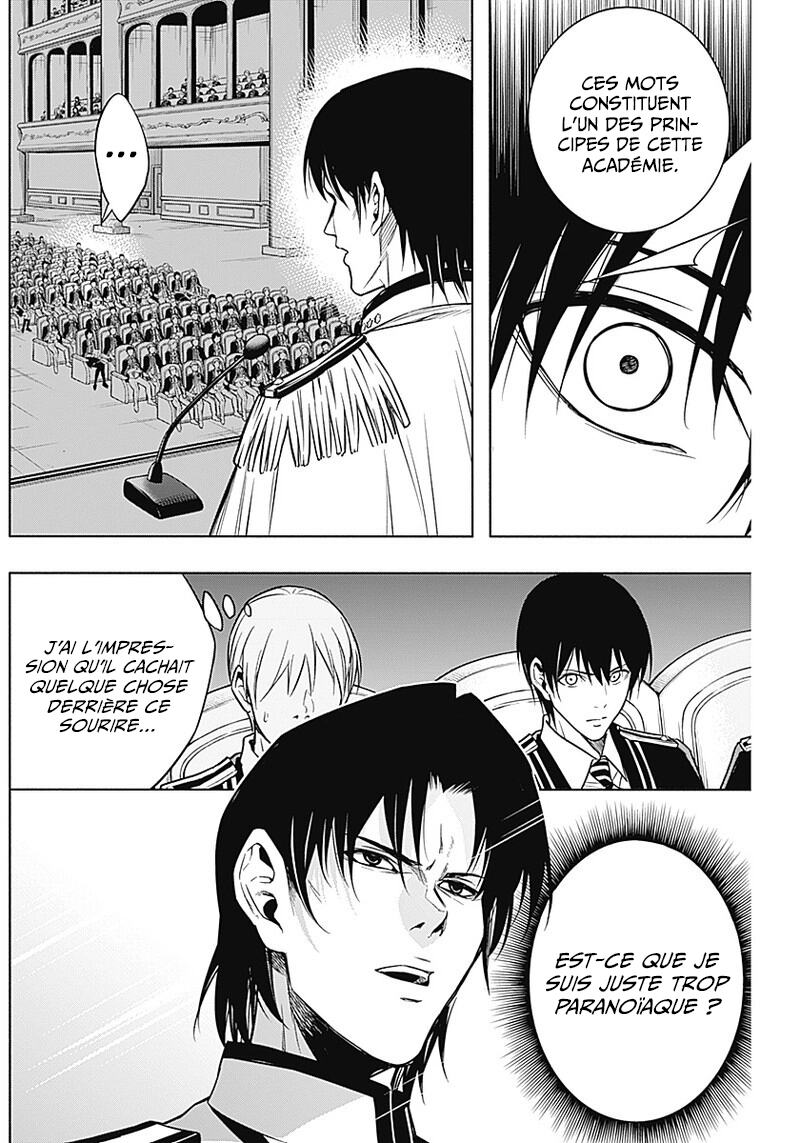 CES MOTS
CONSTITUENT
L'UN DES PRIN-
CIPES DE CETTE
ACADÉMIE.
...
J'AI L'IMPRES-
SION QU'IL CACHAIT
QUELQUE CHOSE
DERRIÈRE CE
SOURIRE...
EST-CE QUE JE
SUIS JUSTE TROP
PARANOÏAQUE ?